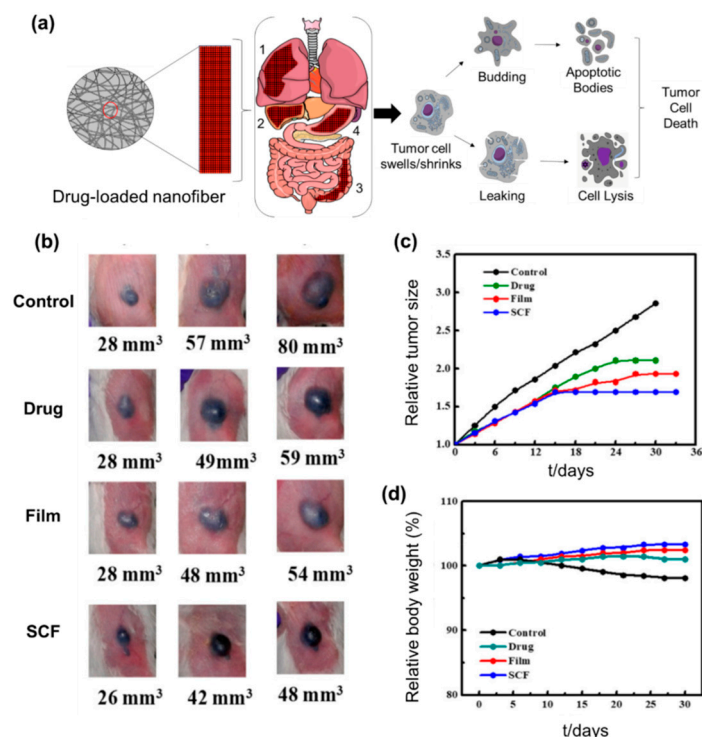 (a)
1
2
4
3
Drug-loaded nanofiber
Tumor cell
swells/shrinks
Budding
Apoptotic
Bodies
Leaking
Cell Lysis
Tumor
Cell
Death
(b)
Control
28 mm³ 57 mm³ 80 mm³
Drug
28 mm³ 49mm³ 59 mm³
Film
28 mm³ 48 mm³ 54 mm³
SCF
26 mm³ 42 mm³ 48 mm³
(c)
Relative tumor size
3.5
3.0
2.5
2.0
1.5
1.0
Control
Drug
Film
SCF
0 6 12 18 24 30 36
t/days
(d)
Relative body weight (%)
110
100
90
80
Control
Drug
Film
SCF
0 5 10 15 20 25 30
t/days